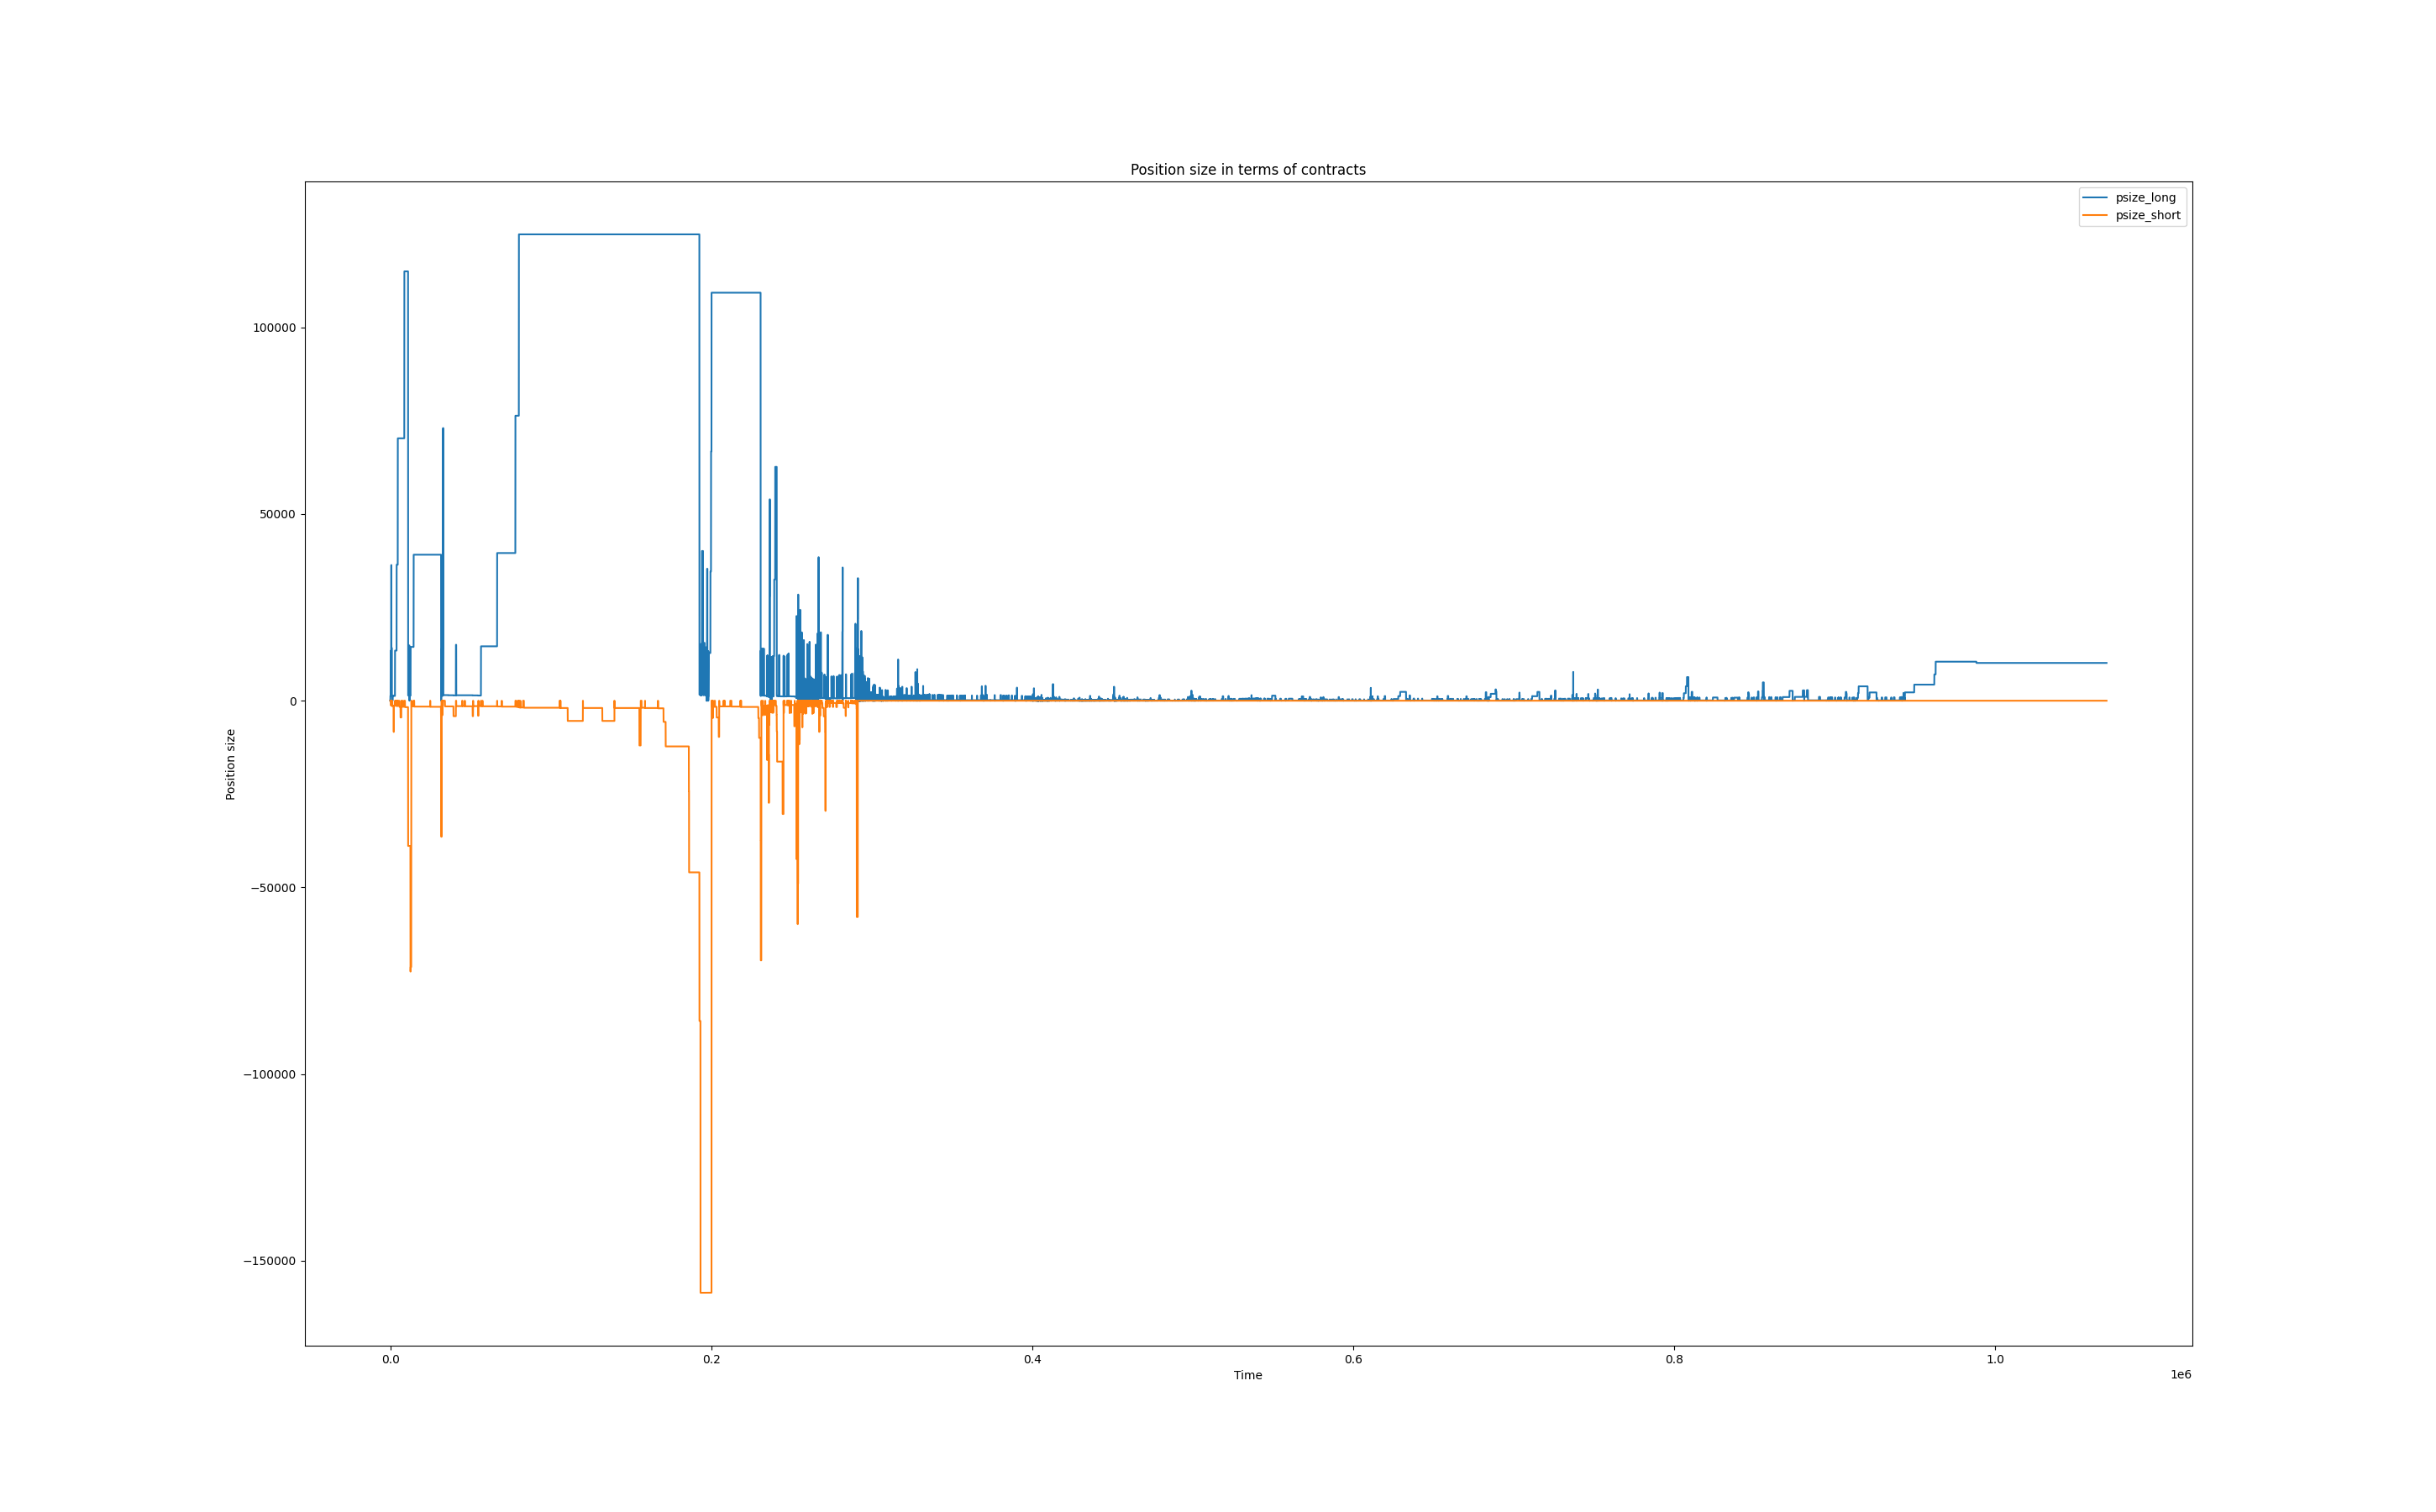 Position size in terms of contracts
psize_long
psize_short
100000
50000
0
−50000
−100000
−150000
Position size
0.0
0.2
0.4
0.6
0.8
1.0
Time
1e6